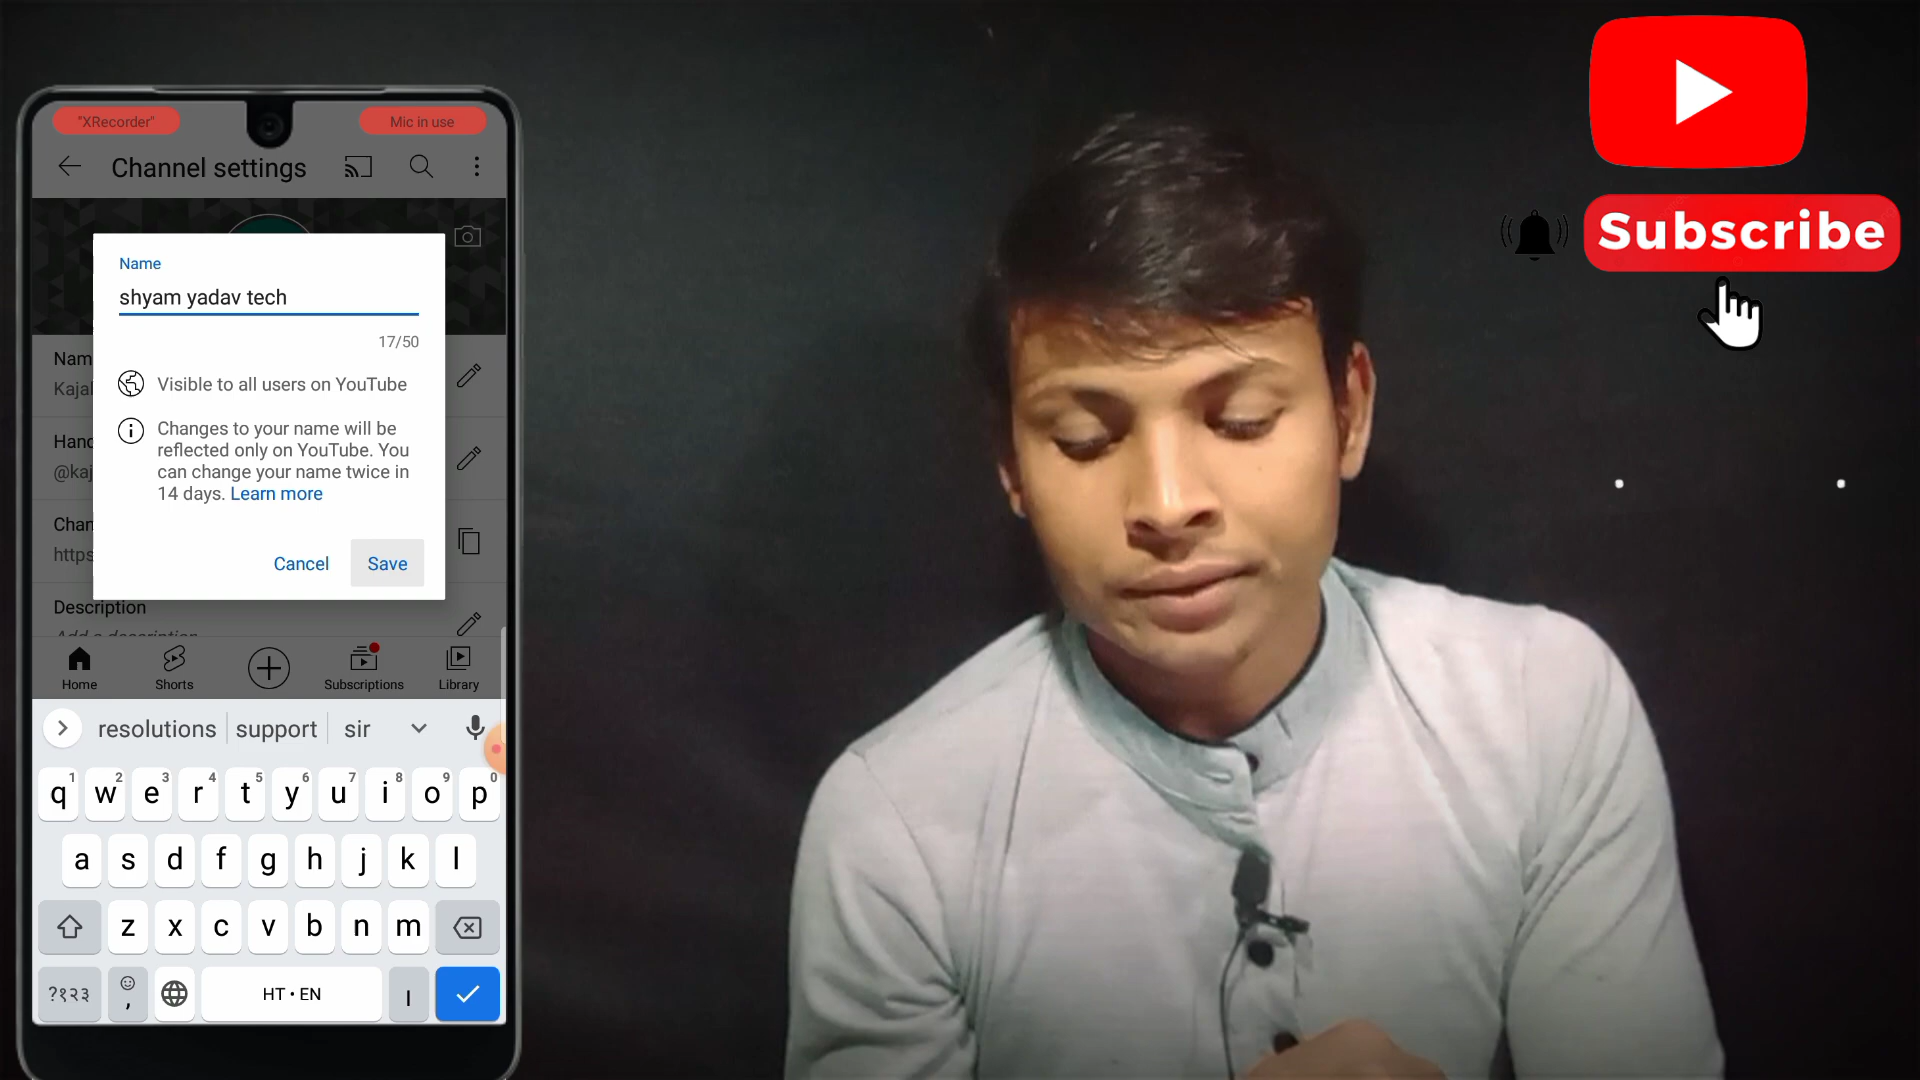 "XRecorder"
Mic in use
Channel settings
Name
shyam yadav tech
17/50
Visible to all users on YouTube
Changes to your name will be
reflected only on YouTube. You
can change your name twice in
14 days. Learn more
Cancel
Save
Nam
Kajal
Hand
@kaj
Chan
https
Description
Add a description
Home
Shorts
Subscriptions
Library
resolutions
support
sir
1 2 3 4 5 6 7 8 9 0
q w e r t y u i o p
a s d f g h j k l
z x c v b n m
?१२३
,
HT • EN
।
Subscribe